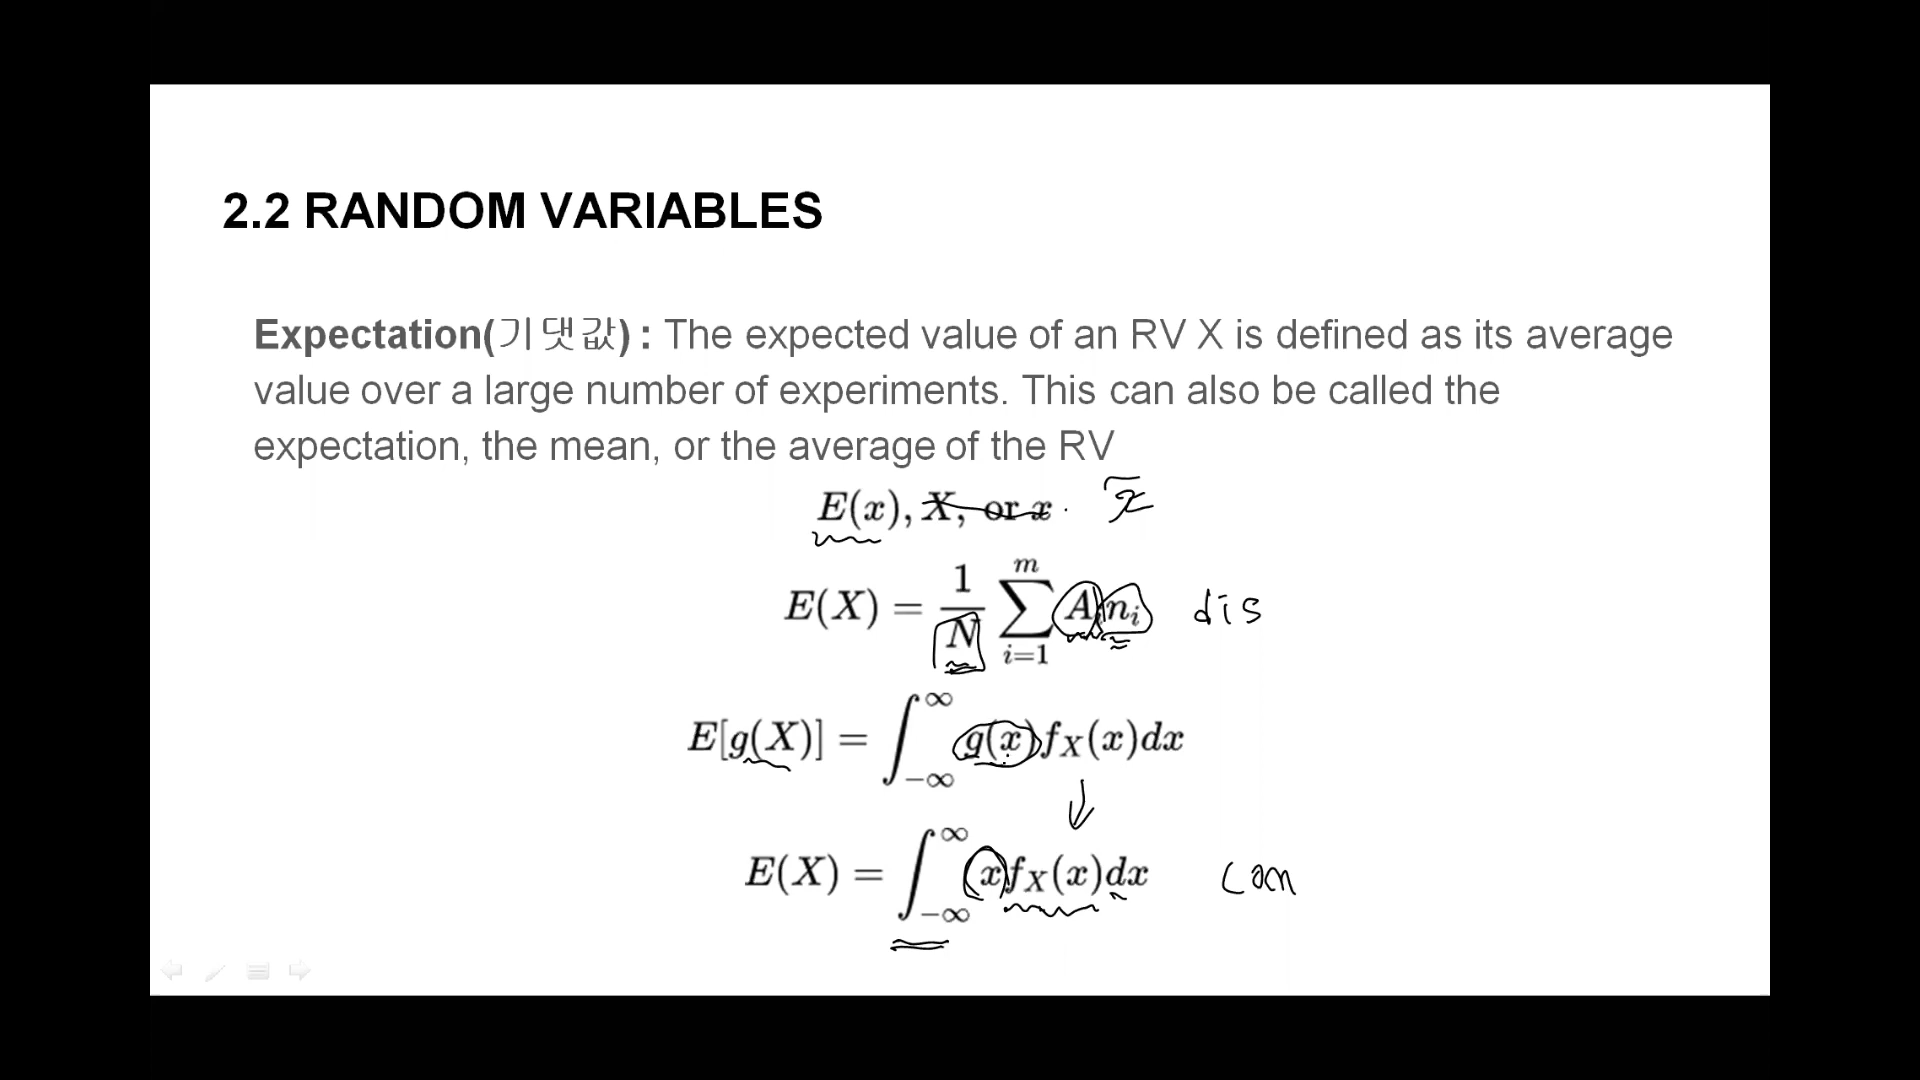 2.2 RANDOM VARIABLES
Expectation(기댓값) : The expected value of an RV X is defined as its average
value over a large number of experiments. This can also be called the
expectation, the mean, or the average of the RV
E(x), X, or x. x̄
E(X) = 1/N ∑_{i=1}^{m} A_i n_i dis
E[g(X)] = ∫_{-∞}^{∞} g(x) f_X(x) dx
E(X) = ∫_{-∞}^{∞} x f_X(x) dx con